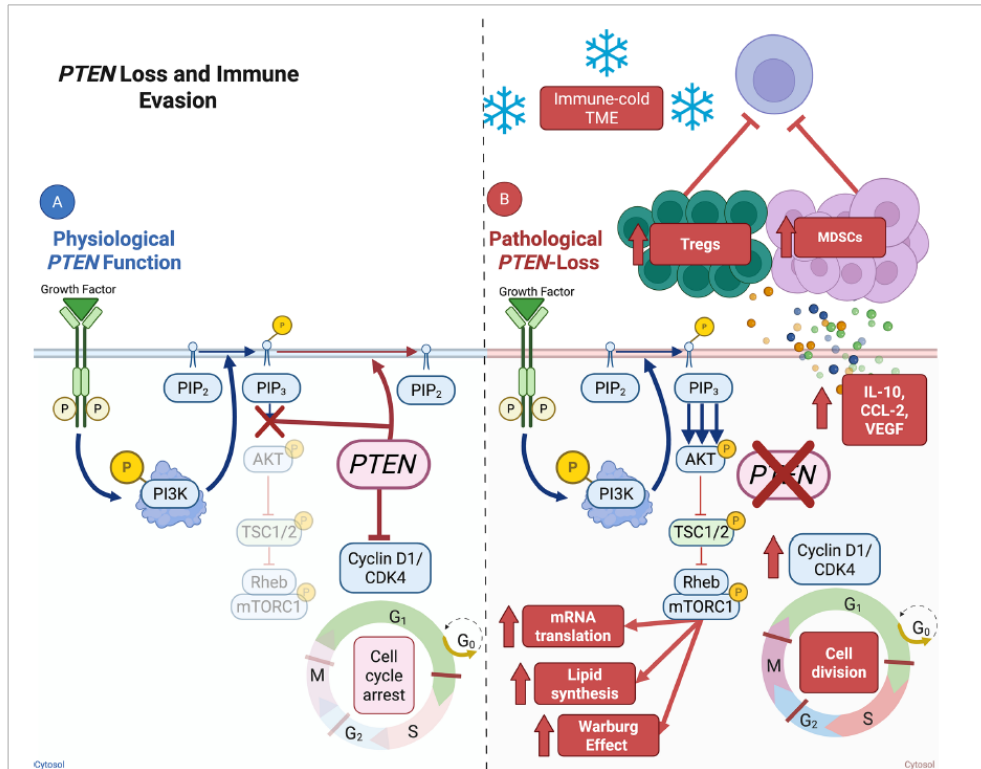 PTEN Loss and Immune
Evasion
A
Physiological
PTEN Function
Growth Factor
P
P
P
PI3K
PIP2
P
PIP3
PIP2
AKT
P
PTEN
TSC1/2
P
Rheb
mTORC1
P
Cyclin D1/
CDK4
G1
G0
S
G2
M
Cell
cycle
arrest
Cytosol
Immune-cold
TME
B
Pathological
PTEN-Loss
Tregs
MDSCs
IL-10,
CCL-2,
VEGF
Growth Factor
P
P
P
PI3K
PIP2
P
PIP3
AKT
P
PTEN
TSC1/2
P
Rheb
mTORC1
P
Cyclin D1/
CDK4
mRNA
translation
Lipid
synthesis
Warburg
Effect
G1
G0
S
G2
M
Cell
division
Cytosol